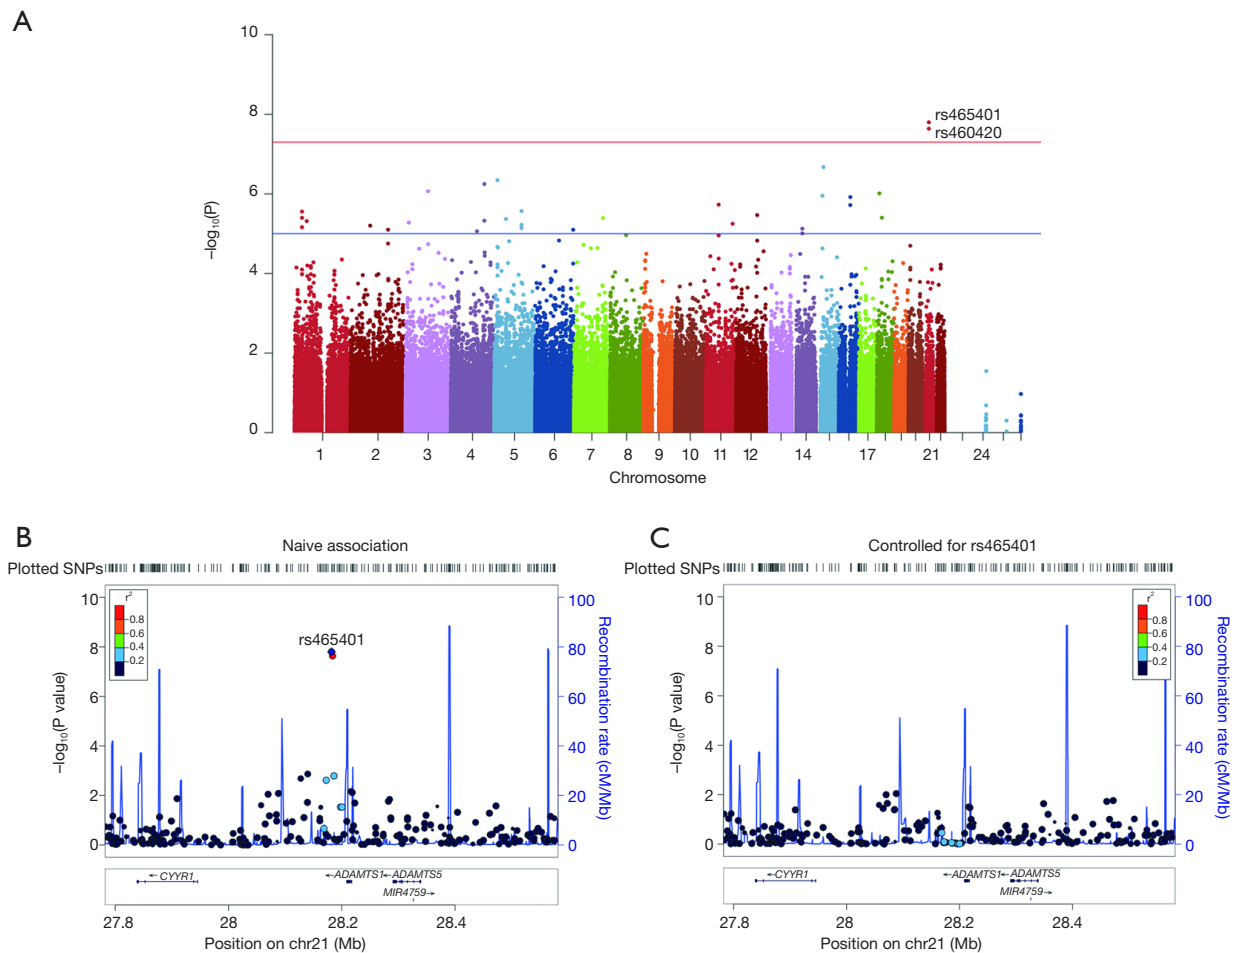 A
10
8
6
4
2
0
–log10(P)
rs465401
rs460420
1 2 3 4 5 6 7 8 9 10 11 12 14 17 21 24
Chromosome
B
Naive association
Plotted SNPs
10
8
6
4
2
0
–log10(P value)
r2
0.8
0.6
0.4
0.2
rs465401
100
80
60
40
20
0
Recombination rate (cM/Mb)
←CYYR1
←ADAMTS1
←ADAMTS5
MIR4759→
27.8 28 28.2 28.4
Position on chr21 (Mb)
C
Controlled for rs465401
Plotted SNPs
10
8
6
4
2
0
–log10(P value)
r2
0.8
0.6
0.4
0.2
100
80
60
40
20
0
Recombination rate (cM/Mb)
←CYYR1
←ADAMTS1
←ADAMTS5
MIR4759→
27.8 28 28.2 28.4
Position on chr21 (Mb)